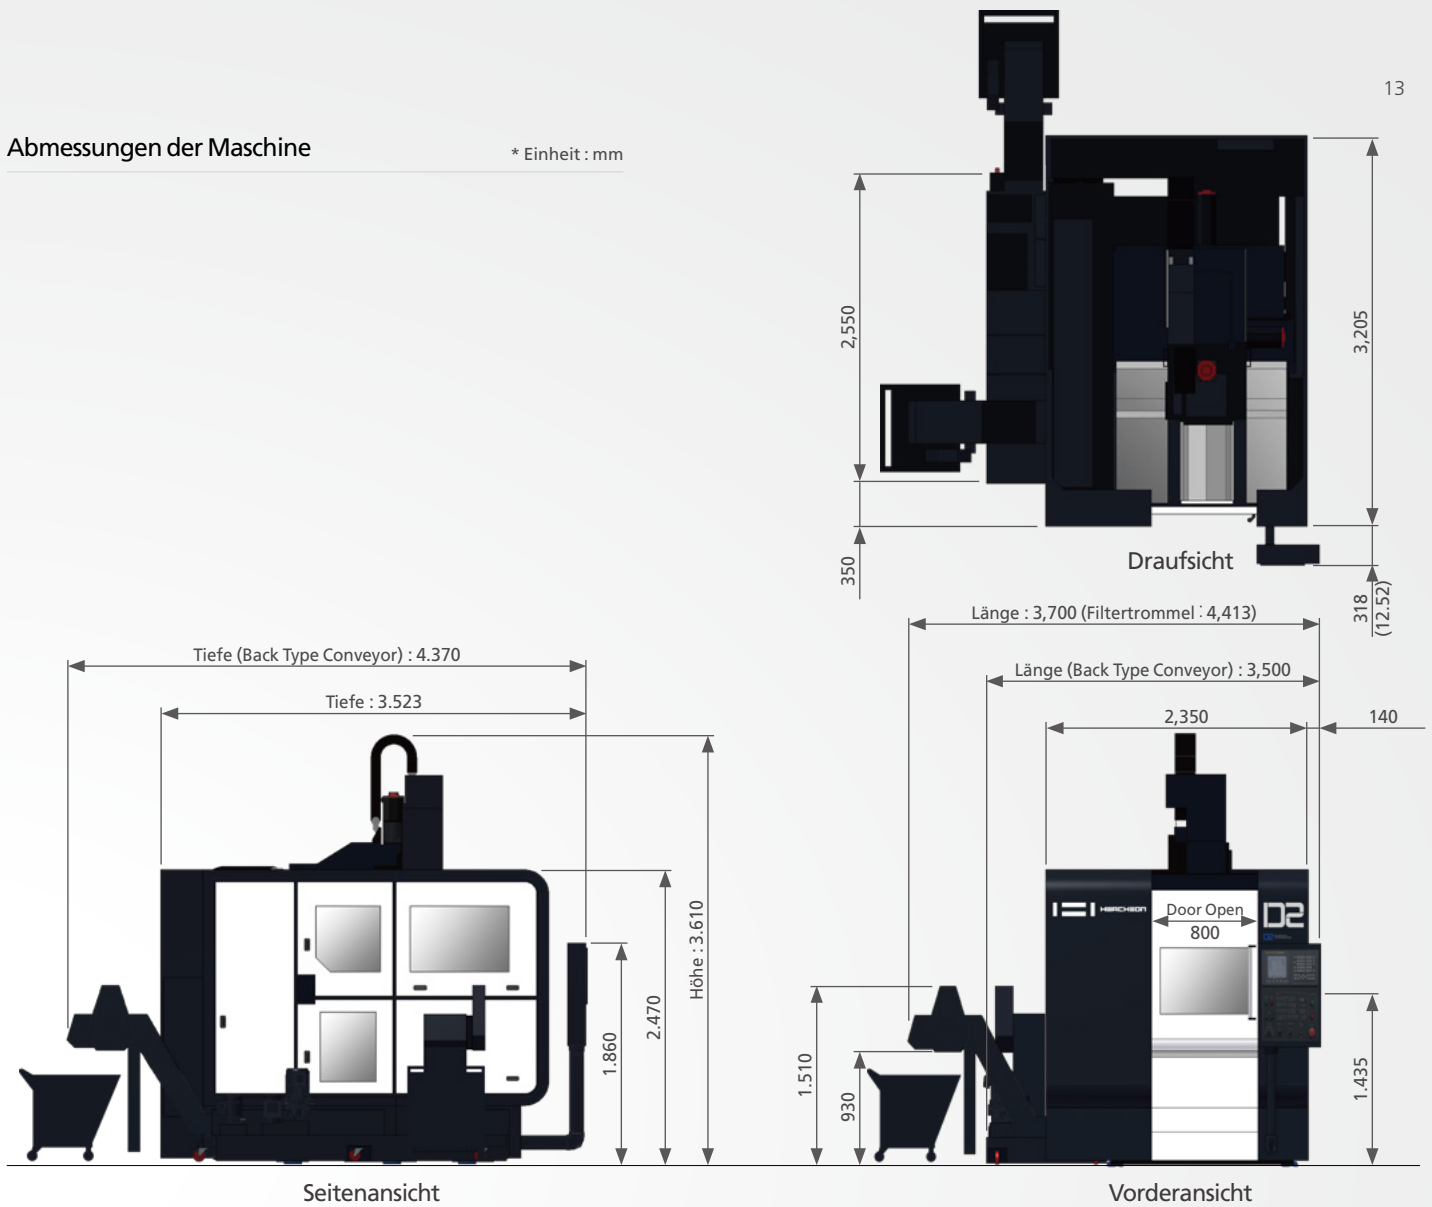 13
Abmessungen der Maschine
* Einheit : mm
2,550
3,205
350
318
(12.52)
Draufsicht
Länge : 3,700 (Filtertrommel : 4,413)
Länge (Back Type Conveyor) : 3,500
2,350
140
Tiefe (Back Type Conveyor) : 4.370
Tiefe : 3.523
Höhe : 3.610
2.470
1.860
Seitenansicht
HWACHEON
D2
Door Open
800
1.510
930
1.435
Vorderansicht